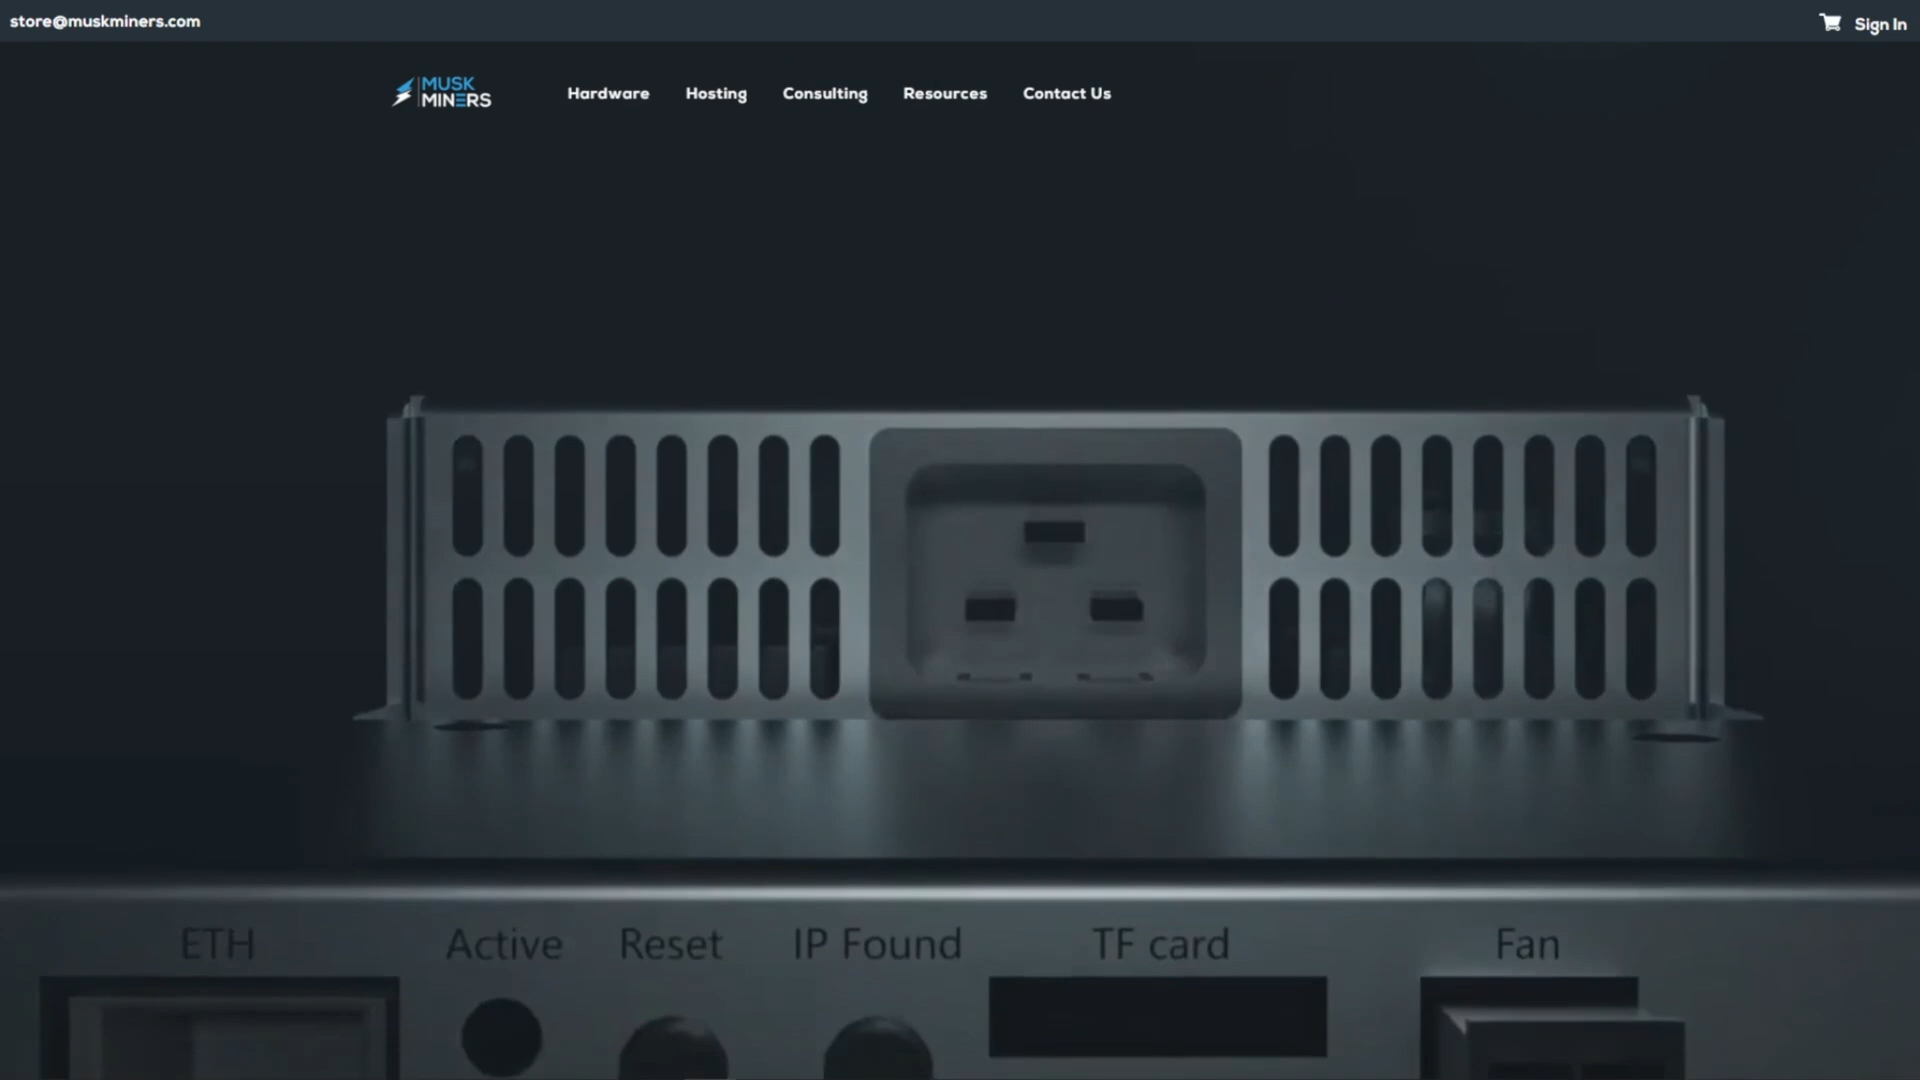 store@muskminers.com
Sign In
MUSK
MINERS
Hardware
Hosting
Consulting
Resources
Contact Us
ETH
Active
Reset
IP Found
TF card
Fan